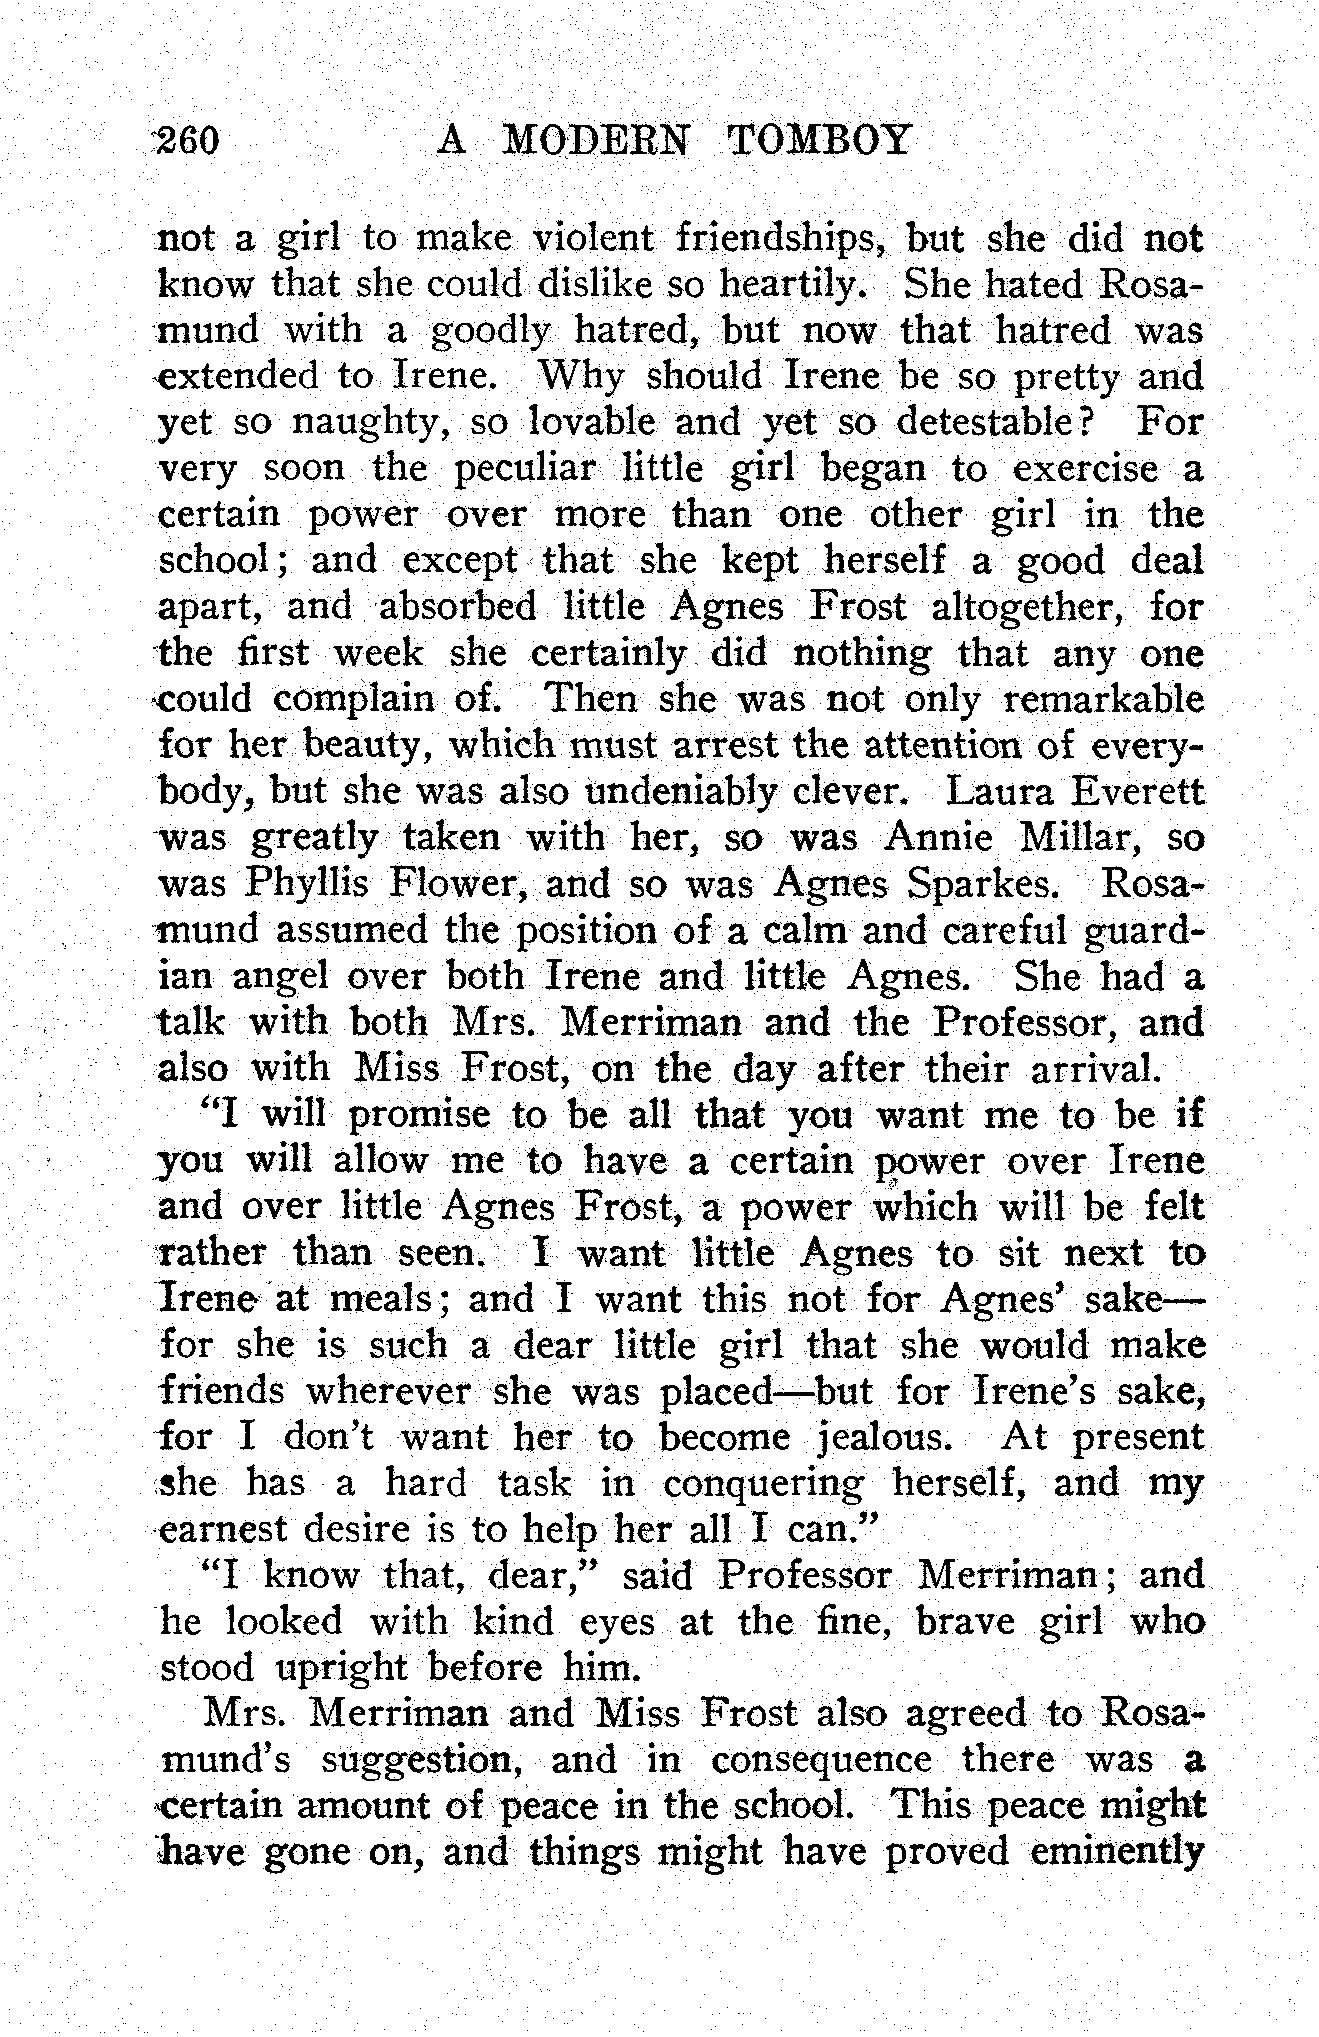 260 A MODERN TOMBOY
not a girl to make violent friendships, but she did not
know that she could dislike so heartily. She hated Rosa-
mund with a goodly hatred, but now that hatred was
extended to Irene. Why should Irene be so pretty and
yet so naughty, so lovable and yet so detestable? For
very soon the peculiar little girl began to exercise a
certain power over more than one other girl in the
school; and except that she kept herself a good deal
apart, and absorbed little Agnes Frost altogether, for
the first week she certainly did nothing that any one
could complain of. Then she was not only remarkable
for her beauty, which must arrest the attention of every-
body, but she was also undeniably clever. Laura Everett
was greatly taken with her, so was Annie Millar, so
was Phyllis Flower, and so was Agnes Sparkes. Rosa-
mund assumed the position of a calm and careful guard-
ian angel over both Irene and little Agnes. She had a
talk with both Mrs. Merriman and the Professor, and
also with Miss Frost, on the day after their arrival.
"I will promise to be all that you want me to be if
you will allow me to have a certain power over Irene
and over little Agnes Frost, a power which will be felt
rather than seen. I want little Agnes to sit next to
Irene at meals; and I want this not for Agnes' sake—
for she is such a dear little girl that she would make
friends wherever she was placed—but for Irene's sake,
for I don't want her to become jealous. At present
she has a hard task in conquering herself, and my
earnest desire is to help her all I can."
"I know that, dear," said Professor Merriman; and
he looked with kind eyes at the fine, brave girl who
stood upright before him.
Mrs. Merriman and Miss Frost also agreed to Rosa-
mund's suggestion, and in consequence there was a
certain amount of peace in the school. This peace might
have gone on, and things might have proved eminently